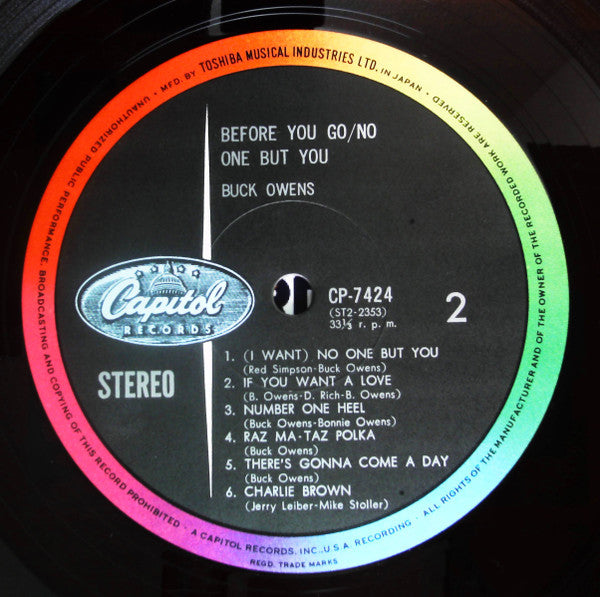 MFD. BY TOSHIBA MUSICAL INDUSTRIES LTD. IN JAPAN • ALL RIGHTS OF THE MANUFACTURER AND OF THE OWNER OF THE RECORDED WORK ARE RESERVED
UNAUTHORIZED PUBLIC PERFORMANCE, BROADCASTING AND COPYING OF THIS RECORD PROHIBITED •
BEFORE YOU GO/NO
ONE BUT YOU
BUCK OWENS
Capitol
RECORDS
STEREO
CP-7424
(ST2-2353)
33⅓ r. p. m.
2
1. (I WANT) NO ONE BUT YOU
(Red Simpson-Buck Owens)
2. IF YOU WANT A LOVE
(B. Owens-D. Rich-B. Owens)
3. NUMBER ONE HEEL
(Buck Owens-Bonnie Owens)
4. RAZ MA-TAZ POLKA
(Buck Owens)
5. THERE'S GONNA COME A DAY
(Buck Owens)
6. CHARLIE BROWN
(Jerry Leiber-Mike Stoller)
• A CAPITOL RECORDS, INC., U.S.A. RECORDING •
REGD. TRADE MARKS